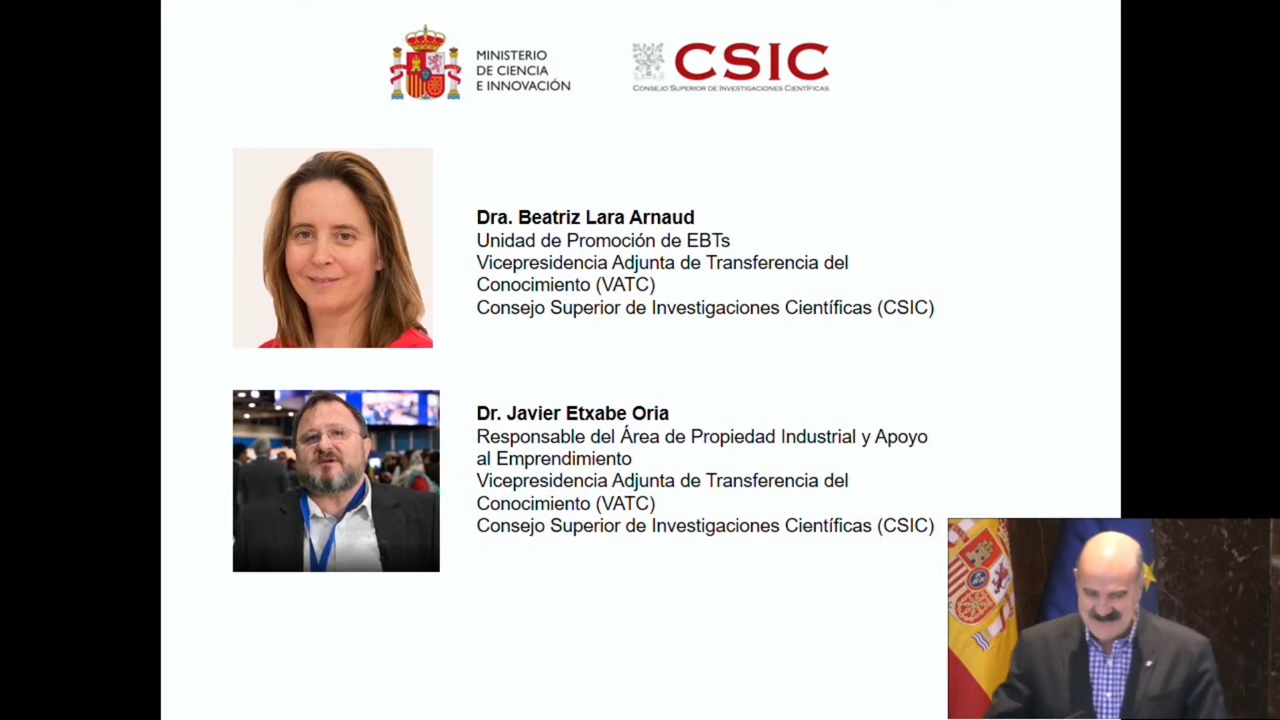 MINISTERIO
DE CIENCIA
E INNOVACIÓN
CSIC
CONSEJO SUPERIOR DE INVESTIGACIONES CIENTÍFICAS
Dra. Beatriz Lara Arnaud
Unidad de Promoción de EBTs
Vicepresidencia Adjunta de Transferencia del
Conocimiento (VATC)
Consejo Superior de Investigaciones Científicas (CSIC)
Dr. Javier Etxabe Oria
Responsable del Área de Propiedad Industrial y Apoyo
al Emprendimiento
Vicepresidencia Adjunta de Transferencia del
Conocimiento (VATC)
Consejo Superior de Investigaciones Científicas (CSIC)